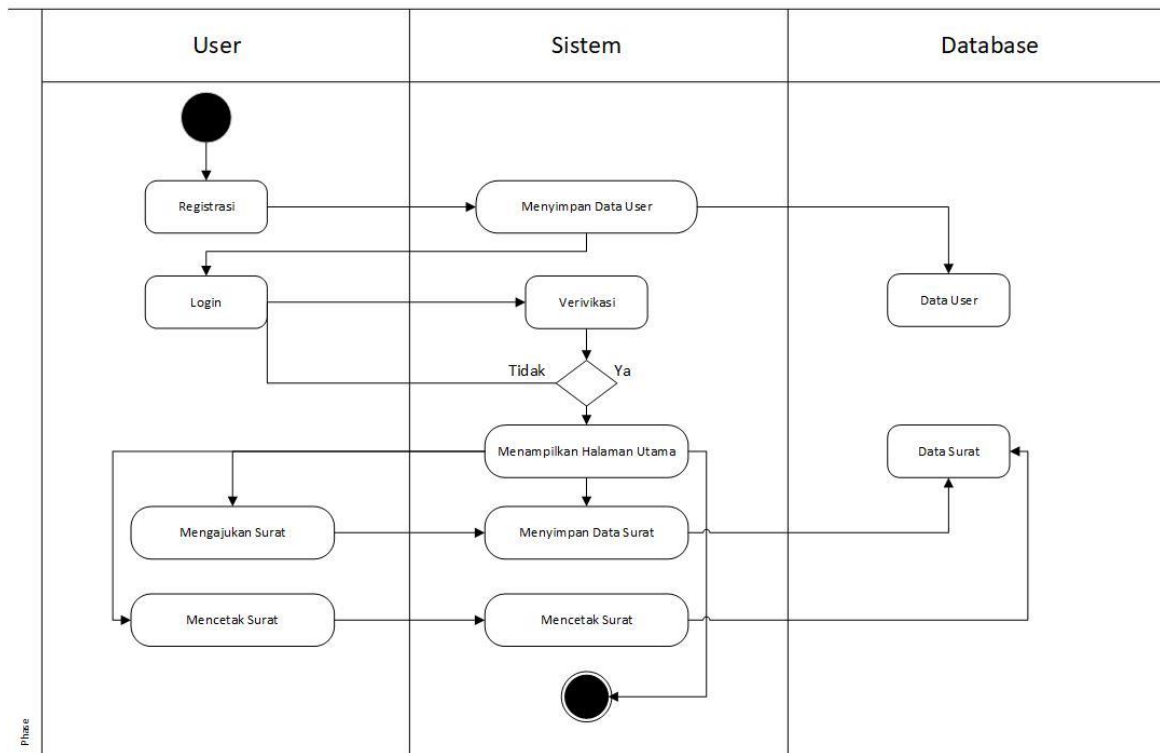 User
Sistem
Database
Registrasi
Menyimpan Data User
Login
Verivikasi
Data User
Tidak
Ya
Menampilkan Halaman Utama
Data Surat
Mengajukan Surat
Menyimpan Data Surat
Mencetak Surat
Mencetak Surat
Phase